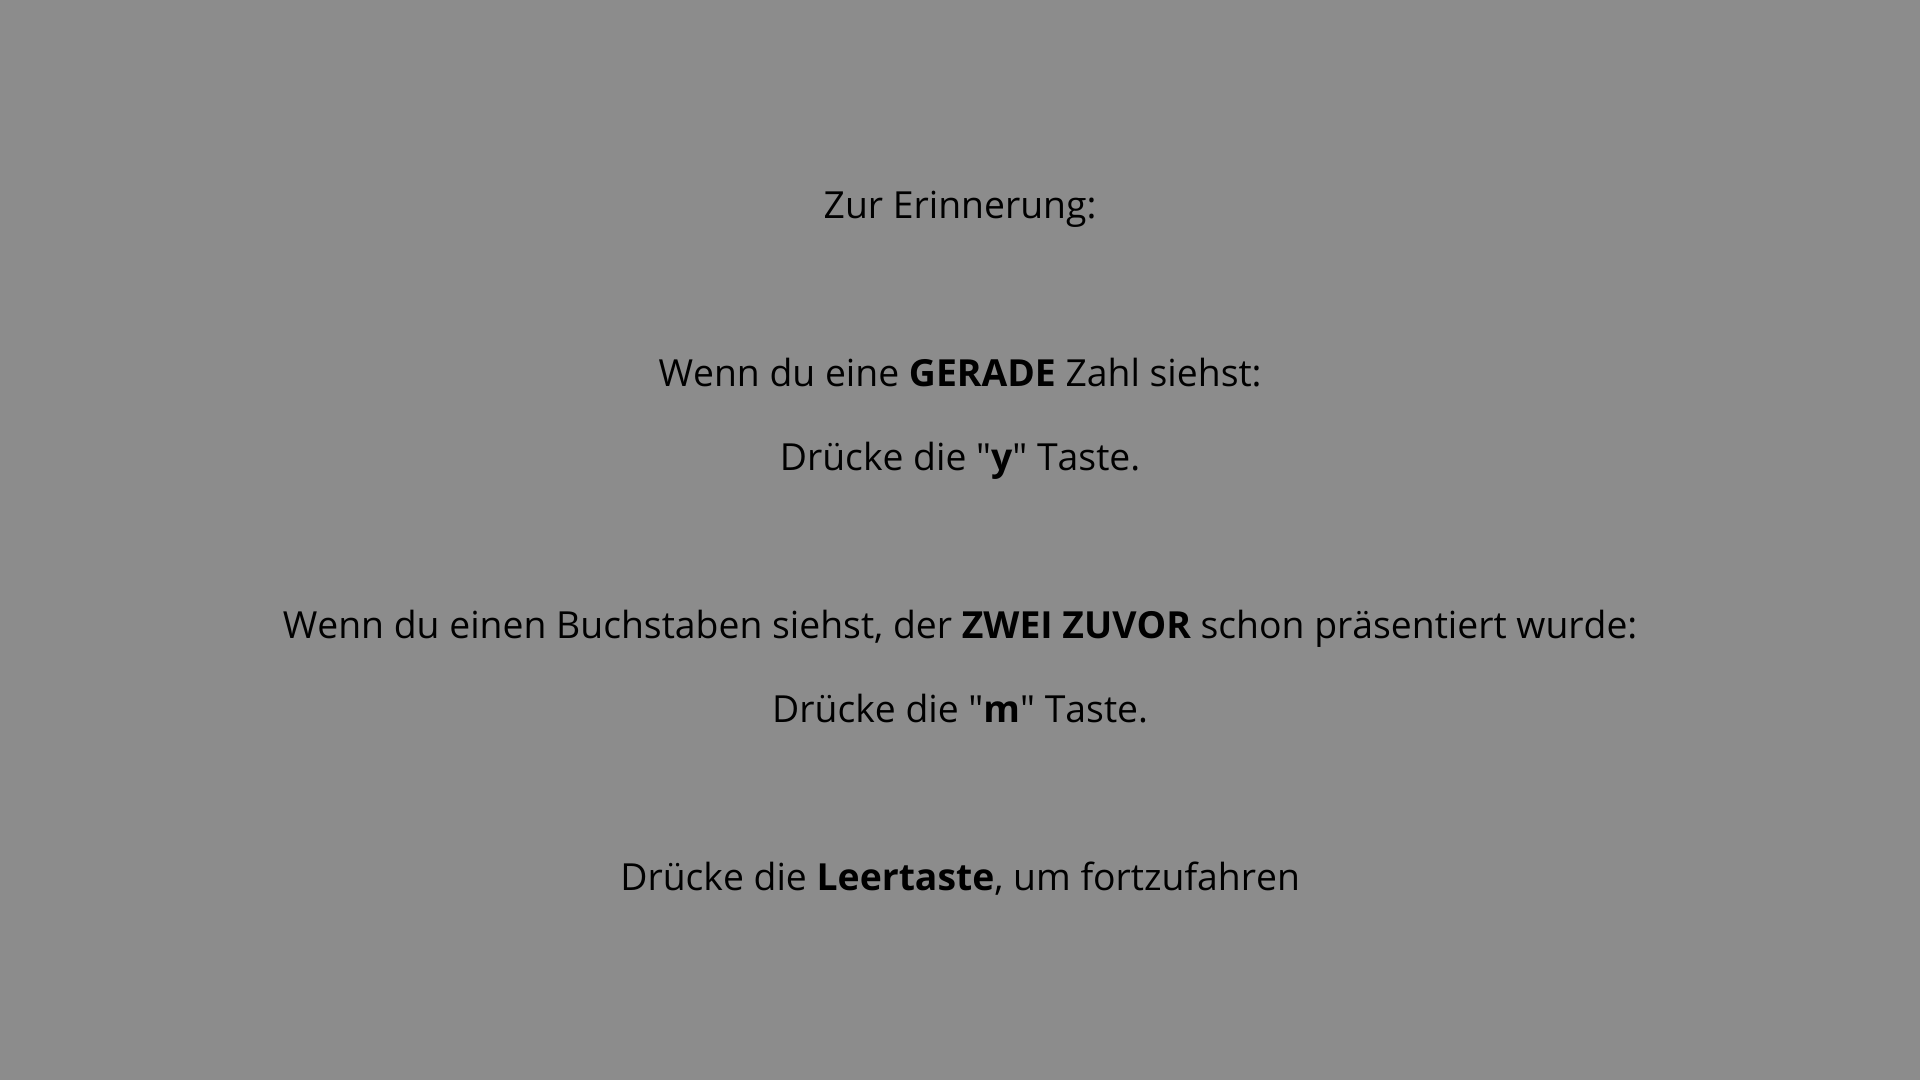 Zur Erinnerung:
Wenn du eine GERADE Zahl siehst:
Drücke die "y" Taste.
Wenn du einen Buchstaben siehst, der ZWEI ZUVOR schon präsentiert wurde:
Drücke die "m" Taste.
Drücke die Leertaste, um fortzufahren